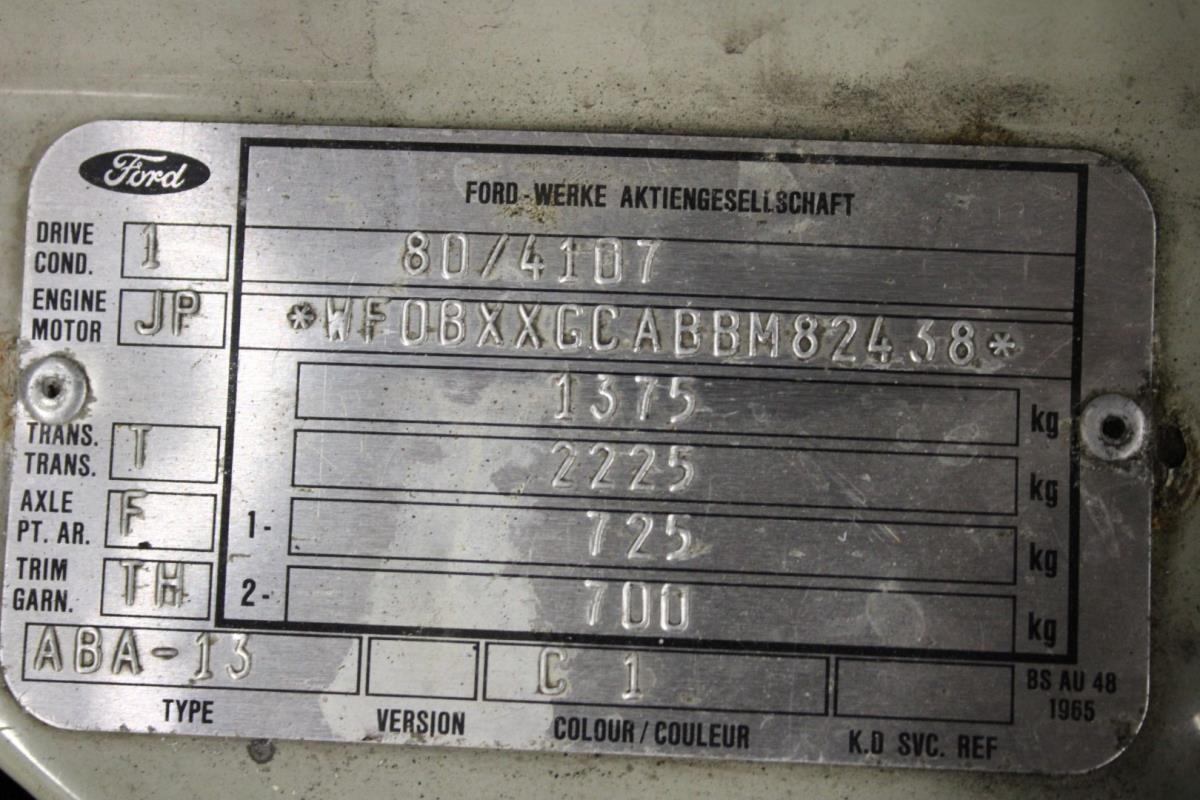 Ford
FORD-WERKE AKTIENGESELLSCHAFT
DRIVE
COND.
1
80/4107
ENGINE
MOTOR
JP
*WF0BXXGCABBM82438*
1375 kg
2225 kg
TRANS.
TRANS.
T
1- 725 kg
AXLE
PT. AR.
F
2- 700 kg
TRIM
GARN.
TH
ABA-13
C 1
TYPE
VERSION
COLOUR/COULEUR
K.D SVC. REF
BS AU 48
1965